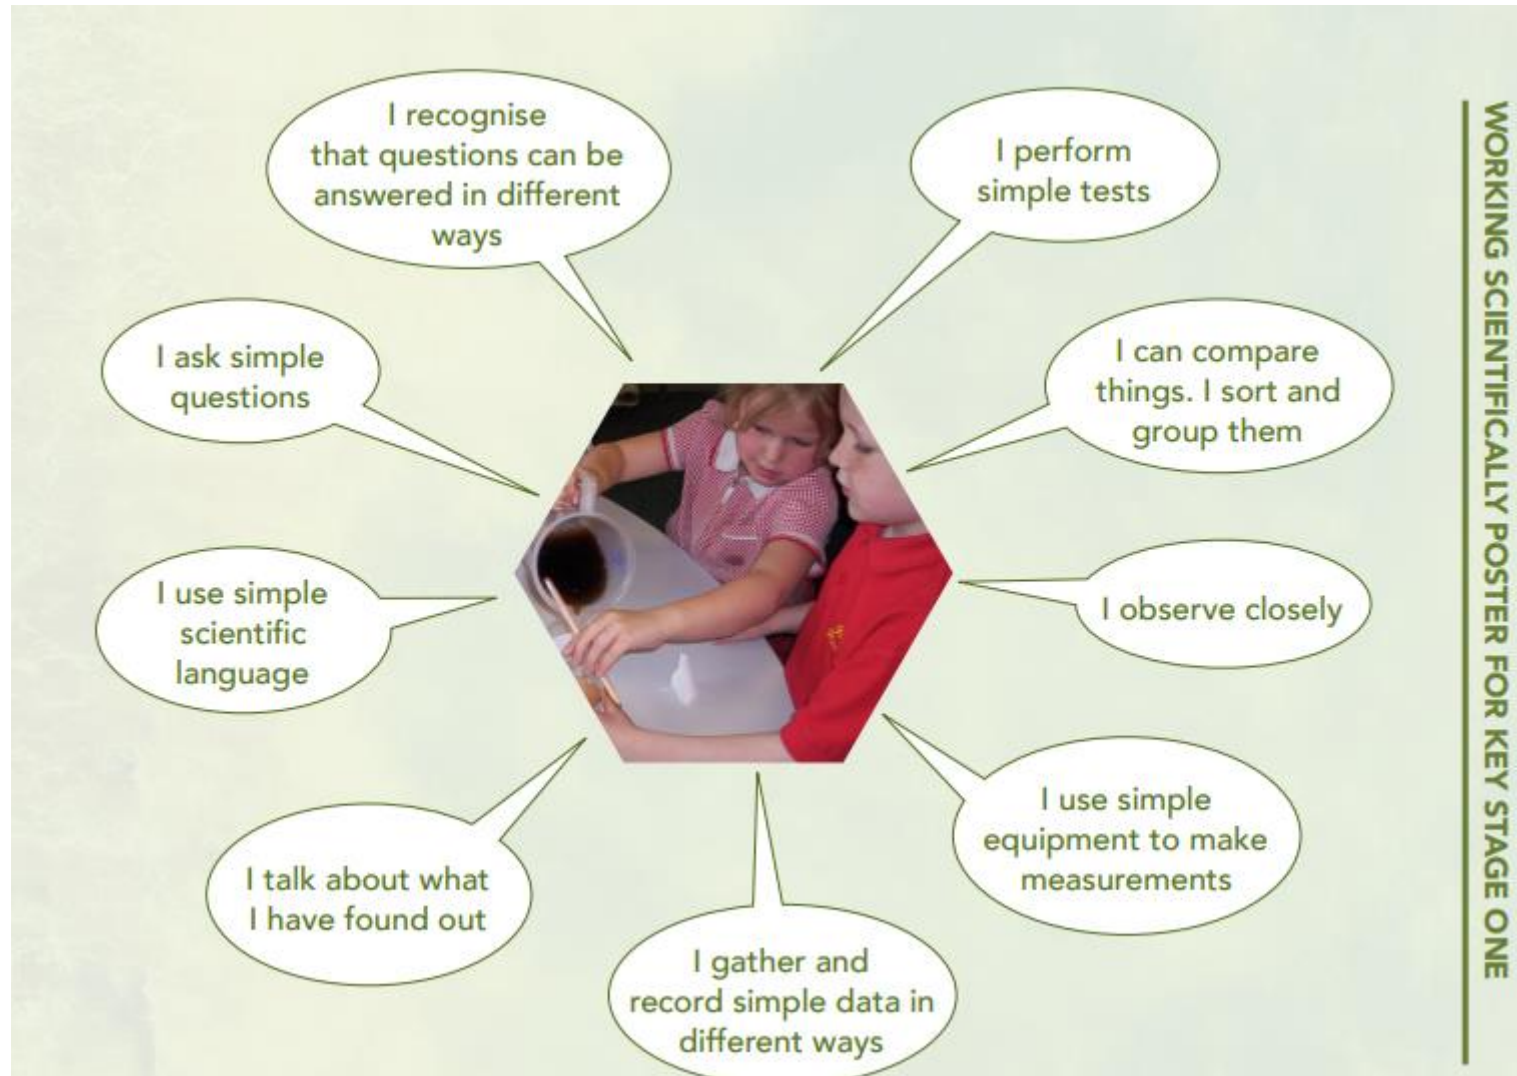 I recognise
that questions can be
answered in different
ways
I perform
simple tests
I ask simple
questions
I can compare
things. I sort and
group them
I use simple
scientific
language
I observe closely
I talk about what
I have found out
I use simple
equipment to make
measurements
I gather and
record simple data in
different ways
WORKING SCIENTIFICALLY POSTER FOR KEY STAGE ONE